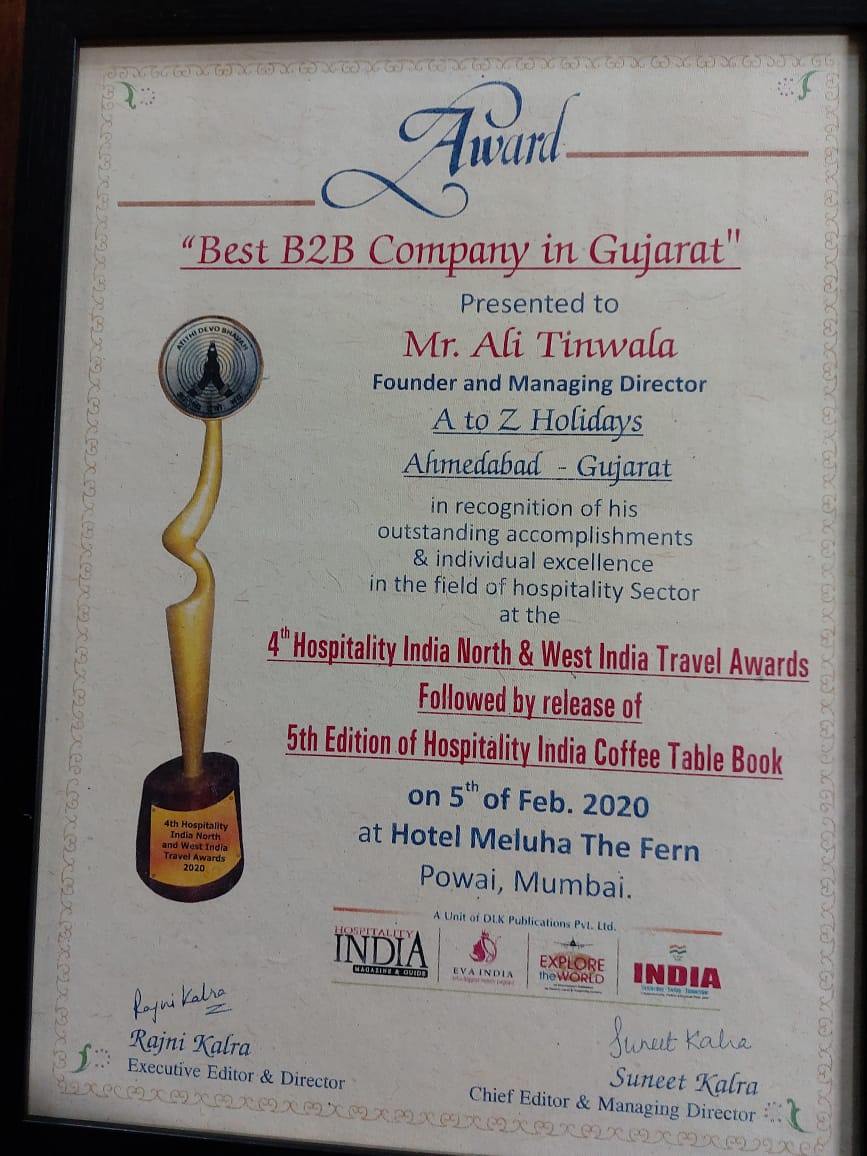 Award
"Best B2B Company in Gujarat"
Presented to
Mr. Ali Tinwala
Founder and Managing Director
A to Z Holidays
Ahmedabad - Gujarat
in recognition of his
outstanding accomplishments
& individual excellence
in the field of hospitality Sector
at the
4th Hospitality India North & West India Travel Awards
Followed by release of
5th Edition of Hospitality India Coffee Table Book
on 5th of Feb. 2020
at Hotel Meluha The Fern
Powai, Mumbai.
ATITHI DEVO BHAVAH
4th Hospitality
India North
and West India
Travel Awards
2020
A Unit of DLK Publications Pvt. Ltd.
HOSPITALITY
INDIA
MAGAZINE & GUIDE
EVA INDIA
EXPLORE
the WORLD
INDIA
Rajni Kalra
Rajni Kalra
Executive Editor & Director
Suneet Kalra
Suneet Kalra
Chief Editor & Managing Director